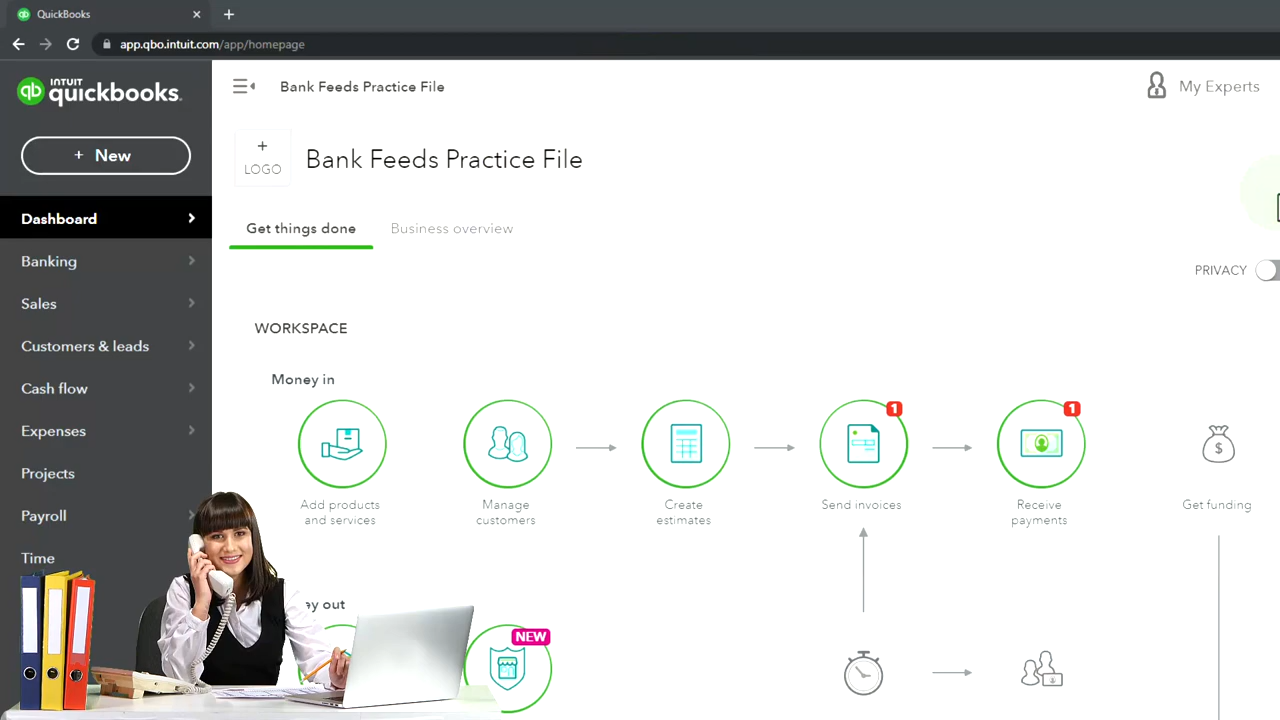 QuickBooks
app.qbo.intuit.com/app/homepage
INTUIT
quickbooks.
Bank Feeds Practice File
My Experts
+ New
+
LOGO
Bank Feeds Practice File
Dashboard
Banking
Sales
Customers & leads
Cash flow
Expenses
Projects
Payroll
Time
Get things done
Business overview
PRIVACY
WORKSPACE
Money in
1
1
Add products
and services
Manage
customers
Create
estimates
Send invoices
Receive
payments
Get funding
out
NEW